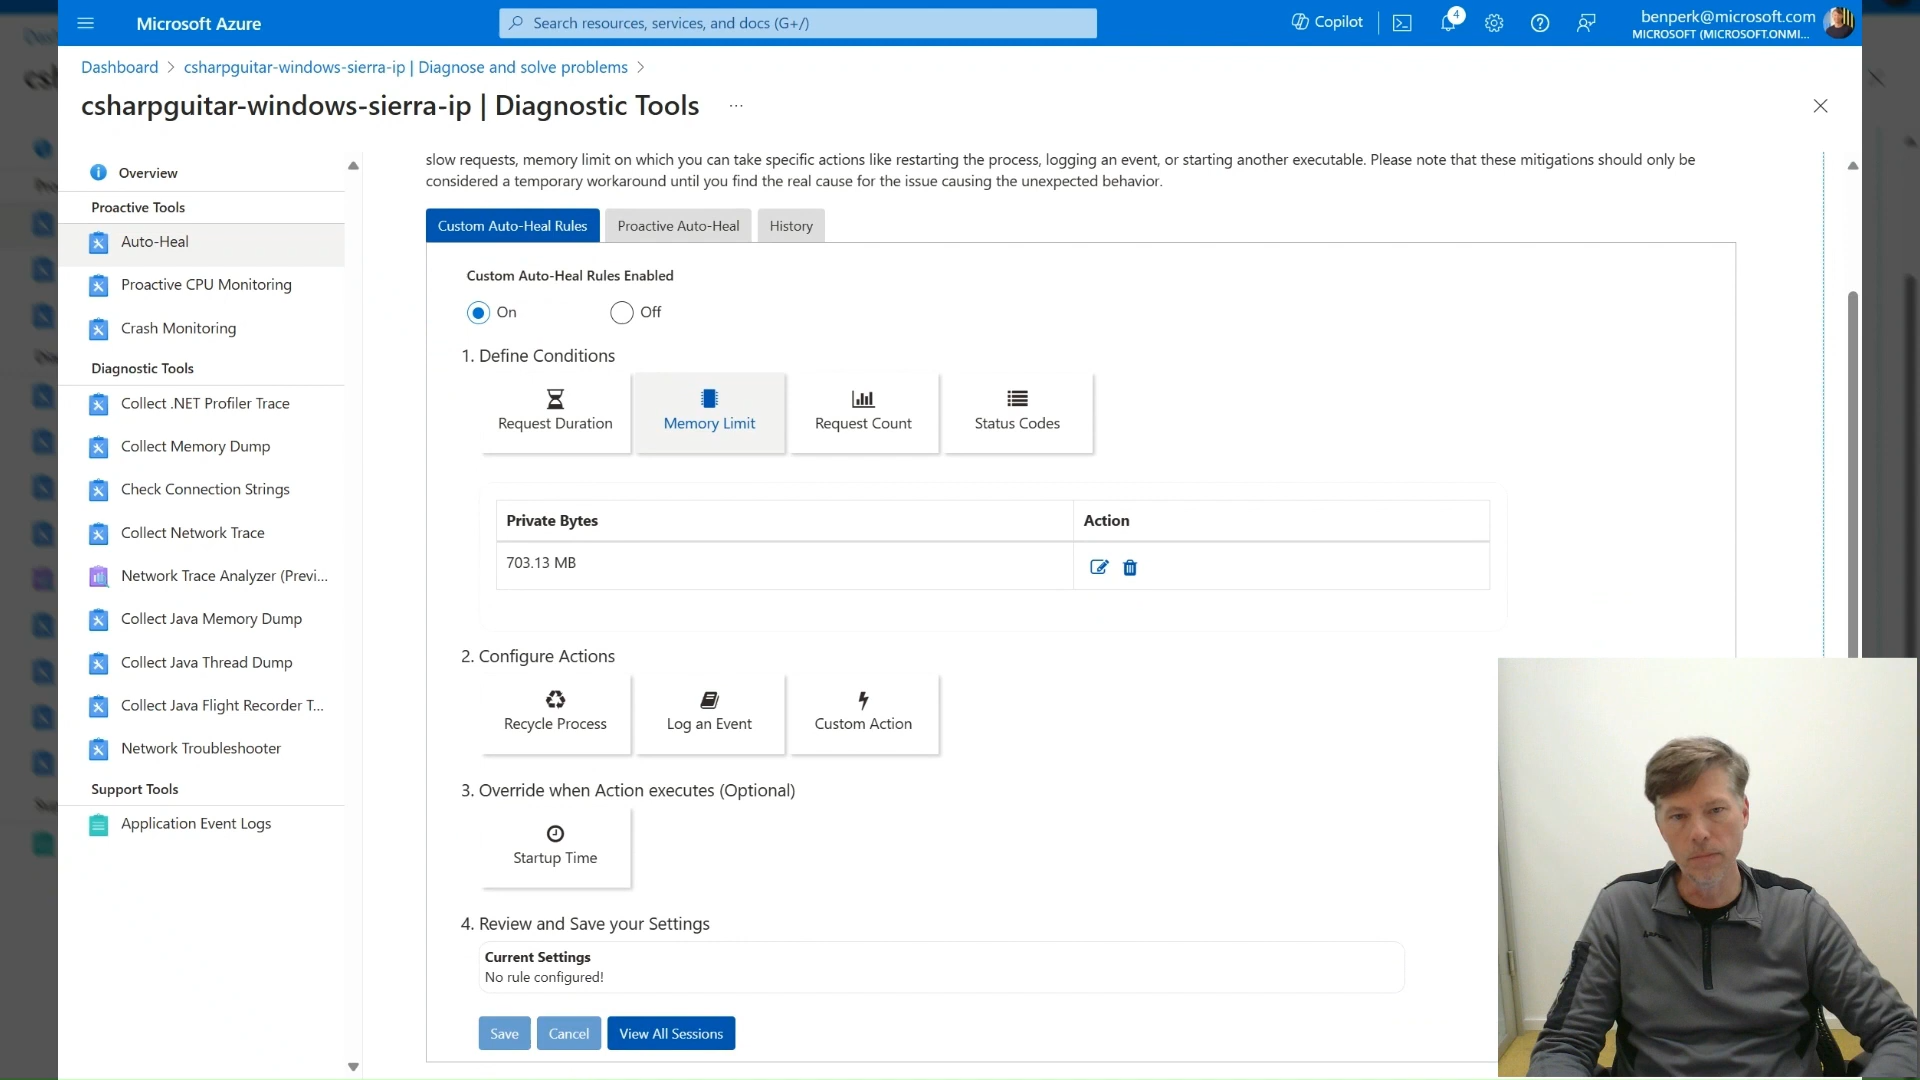 Microsoft Azure
Search resources, services, and docs (G+/)
Copilot
4
benperk@microsoft.com
MICROSOFT (MICROSOFT.ONMI...
Dashboard > csharpguitar-windows-sierra-ip | Diagnose and solve problems >
csharpguitar-windows-sierra-ip | Diagnostic Tools ...
Overview
Proactive Tools
Auto-Heal
Proactive CPU Monitoring
Crash Monitoring
Diagnostic Tools
Collect .NET Profiler Trace
Collect Memory Dump
Check Connection Strings
Collect Network Trace
Network Trace Analyzer (Previ...
Collect Java Memory Dump
Collect Java Thread Dump
Collect Java Flight Recorder T...
Network Troubleshooter
Support Tools
Application Event Logs
slow requests, memory limit on which you can take specific actions like restarting the process, logging an event, or starting another executable. Please note that these mitigations should only be
considered a temporary workaround until you find the real cause for the issue causing the unexpected behavior.
Custom Auto-Heal Rules
Proactive Auto-Heal
History
Custom Auto-Heal Rules Enabled
On
Off
1. Define Conditions
Request Duration
Memory Limit
Request Count
Status Codes
Private Bytes
Action
703.13 MB
2. Configure Actions
Recycle Process
Log an Event
Custom Action
3. Override when Action executes (Optional)
Startup Time
4. Review and Save your Settings
Current Settings
No rule configured!
Save
Cancel
View All Sessions